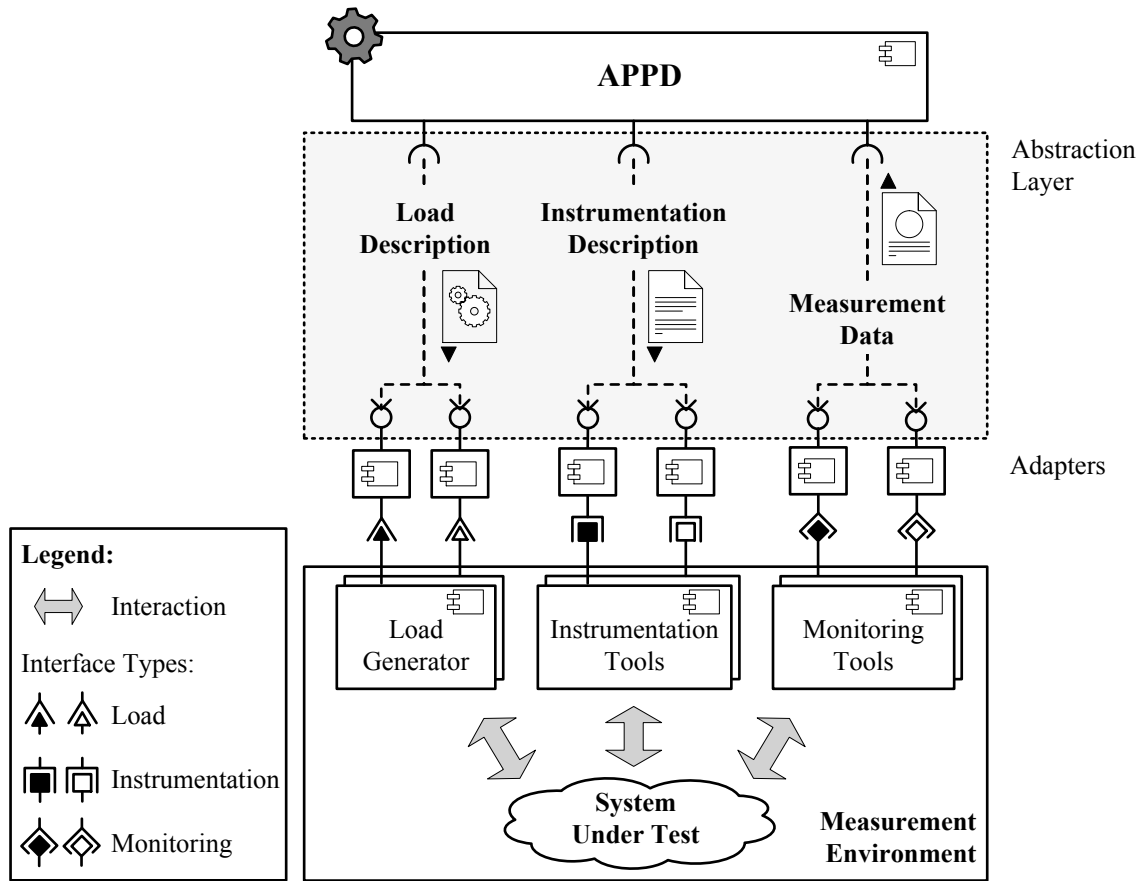 APPD
Abstraction
Layer
Load
Description
Instrumentation
Description
Measurement
Data
Adapters
Legend:
Interaction
Interface Types:
Load
Instrumentation
Monitoring
Load
Generator
Instrumentation
Tools
Monitoring
Tools
System
Under Test
Measurement
Environment